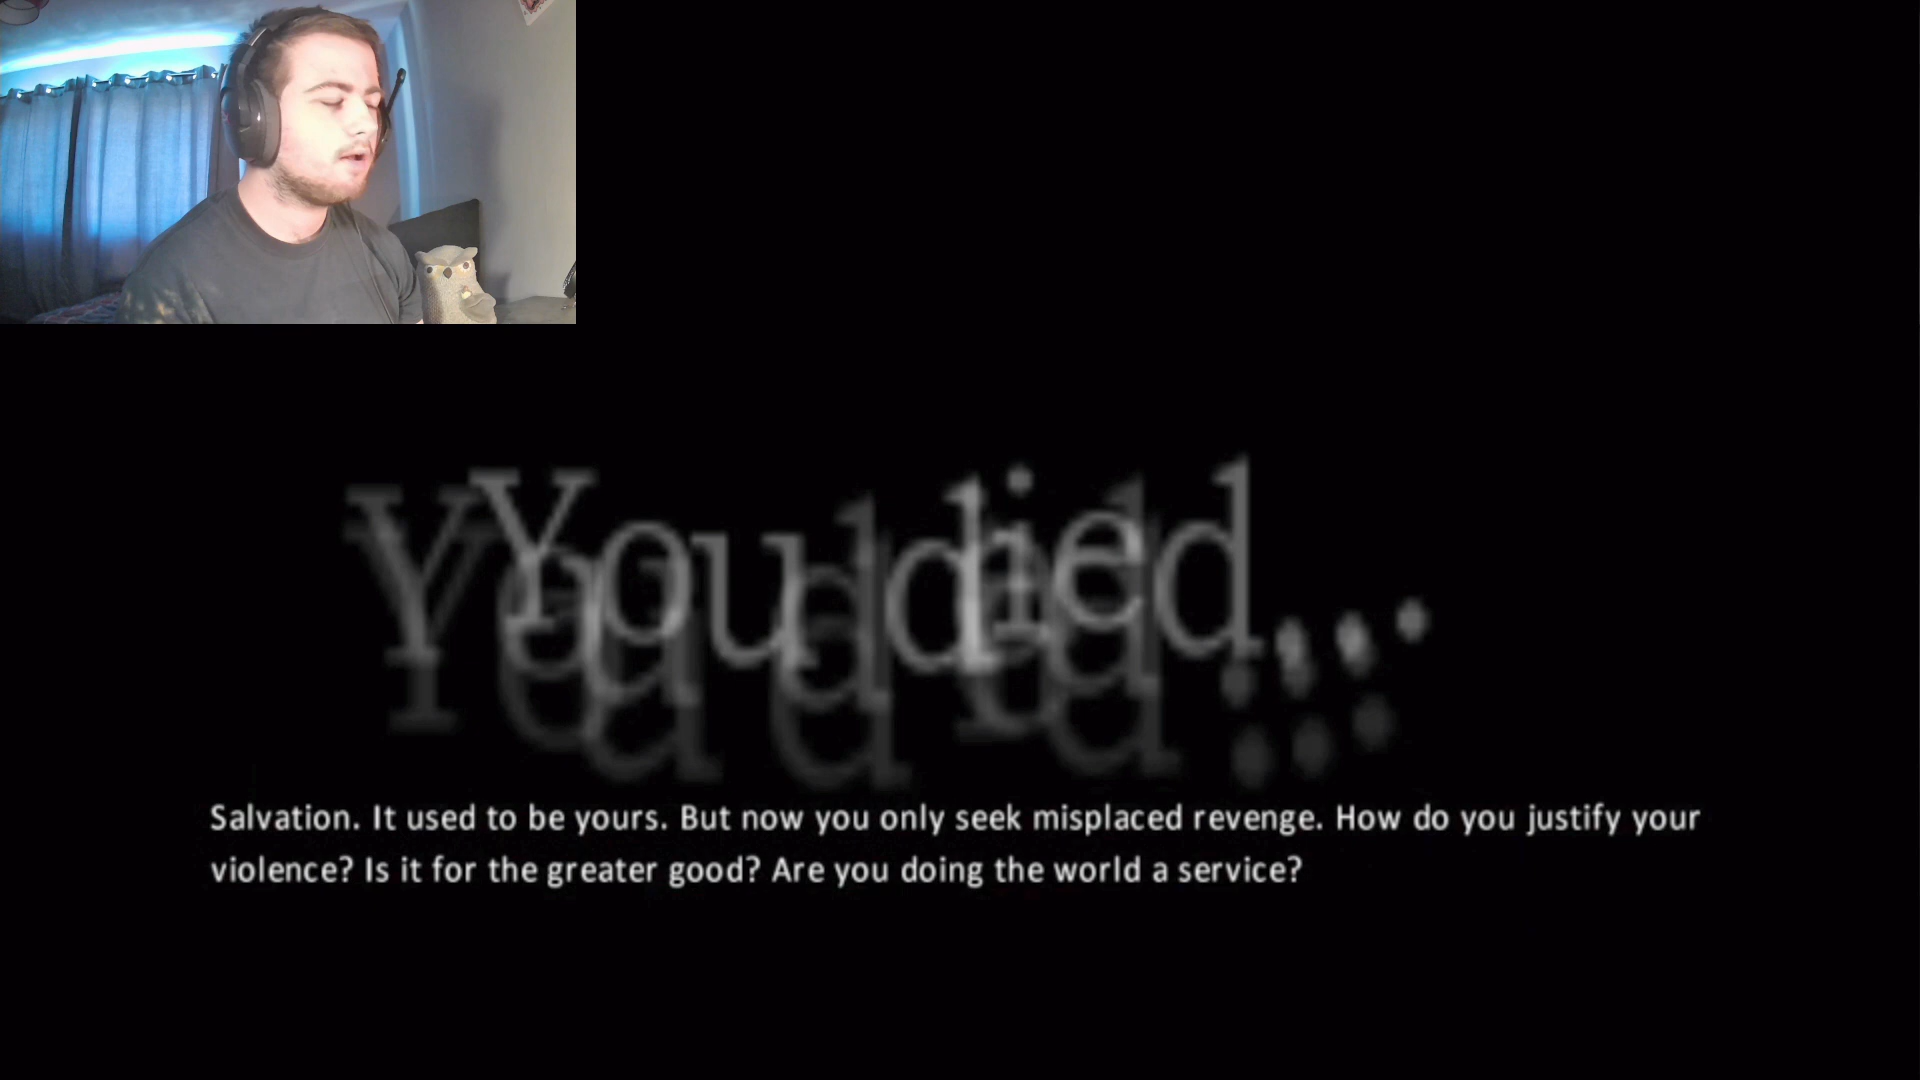 You died...
Salvation. It used to be yours. But now you only seek misplaced revenge. How do you justify your
violence? Is it for the greater good? Are you doing the world a service?